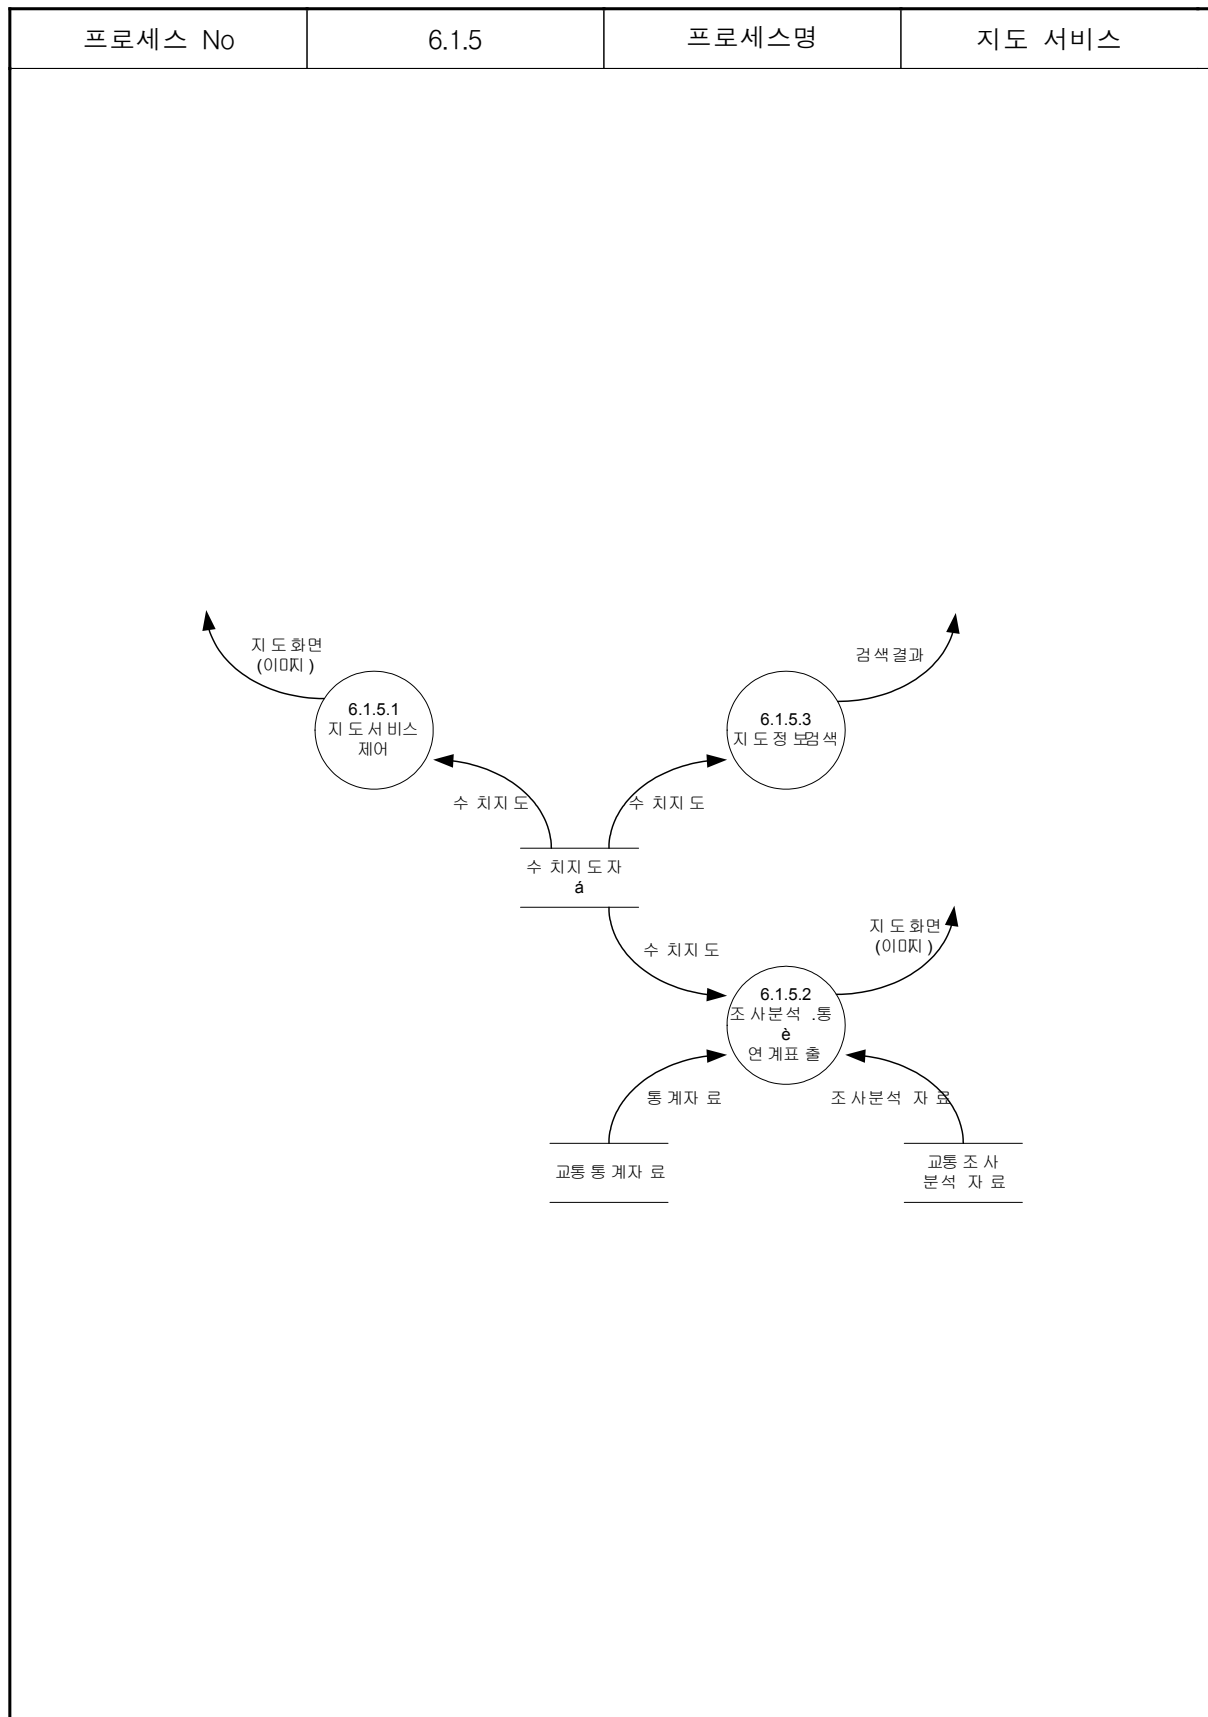 프로세스 No 6.1.5 프로세스명 지도 서비스
지도화면
(이미지)
검색결과
6.1.5.1
지도서비스
제어
6.1.5.3
지도정보검색
수치지도
수치지도
수치지도자
á
지도화면
(이미지)
수치지도
6.1.5.2
조사분석.통
è
연계표출
통계자료
조사분석 자료
교통통계자료
교통조사
분석 자료